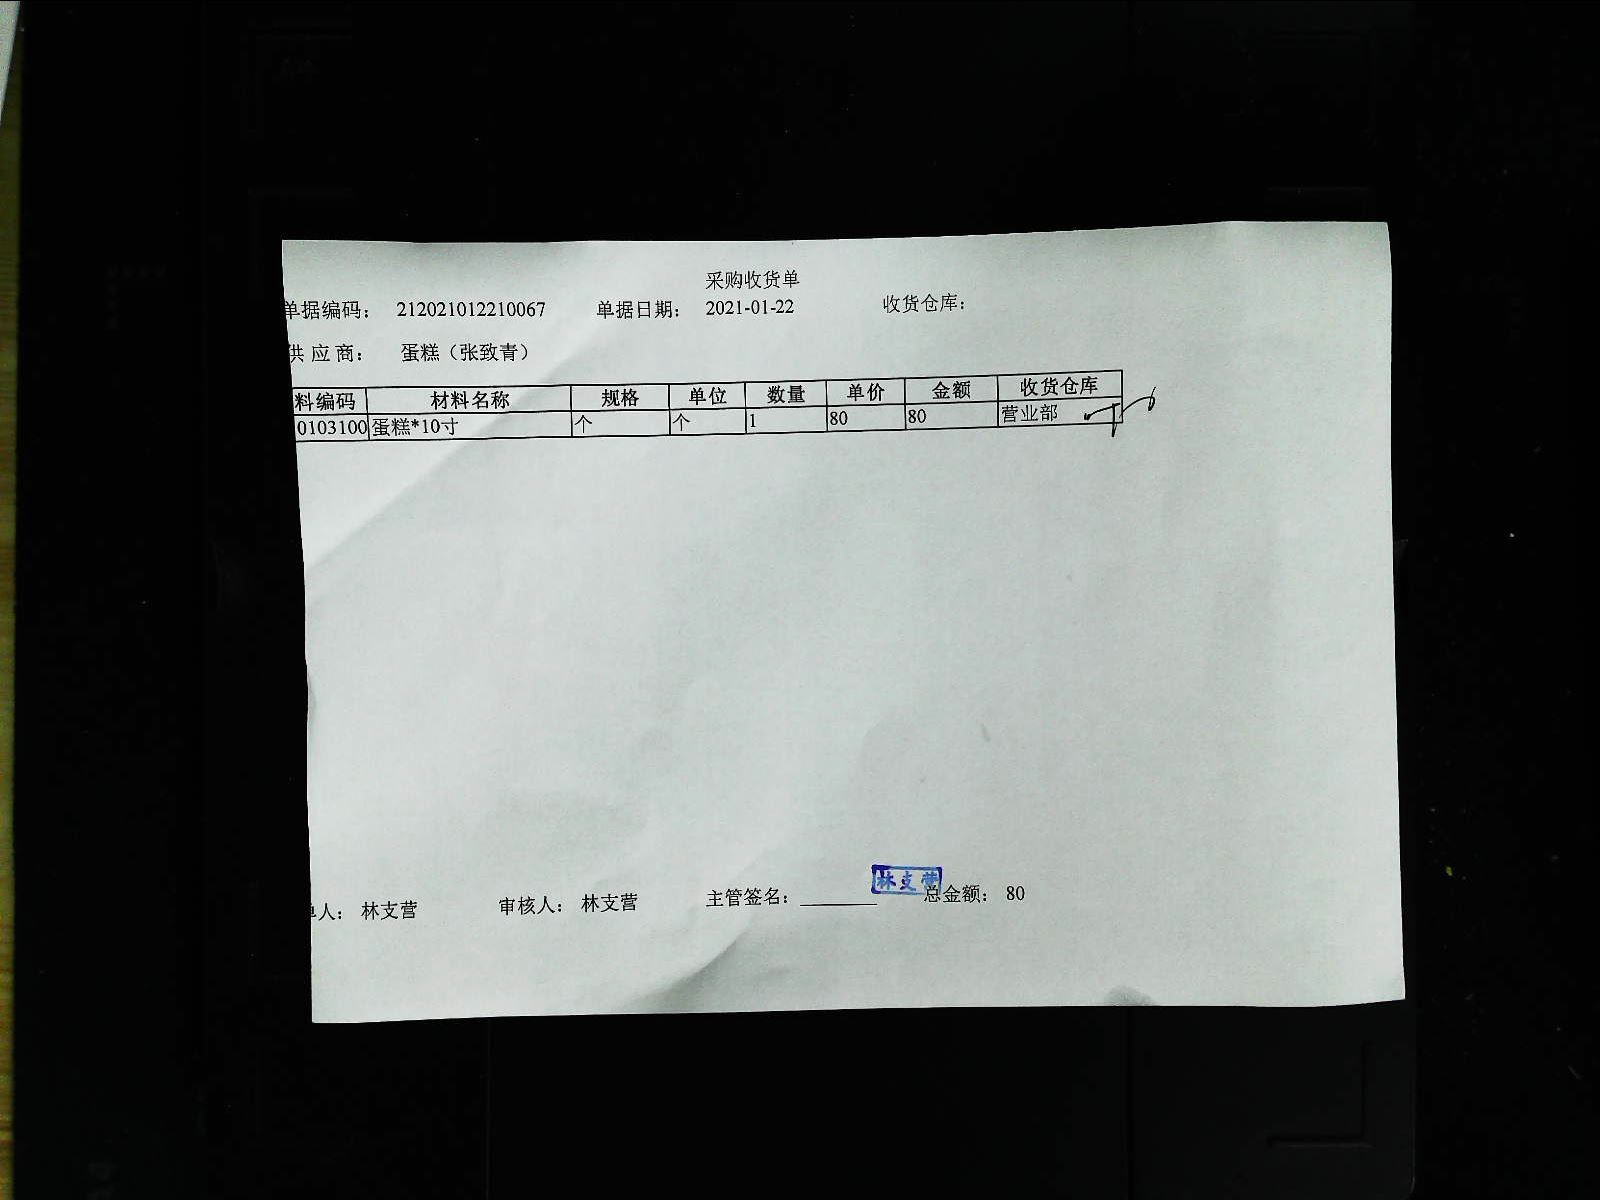 采购收货单
单据编码： 212021012210067 单据日期： 2021-01-22 收货仓库：
供应商： 蛋糕（张致青）
料编码 材料名称 规格 单位 数量 单价 金额 收货仓库
0103100 蛋糕*10寸 个 个 1 80 80 营业部
单人： 林支营 审核人： 林支营 主管签名： 林支营 总金额： 80